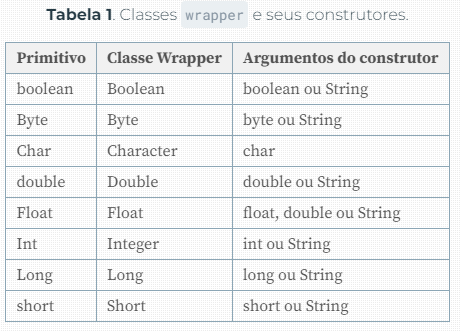 Tabela 1. Classes wrapper e seus construtores.
Primitivo Classe Wrapper Argumentos do construtor
boolean Boolean boolean ou String
Byte Byte byte ou String
Char Character char
double Double double ou String
Float Float float, double ou String
Int Integer int ou String
Long Long long ou String
short Short short ou String